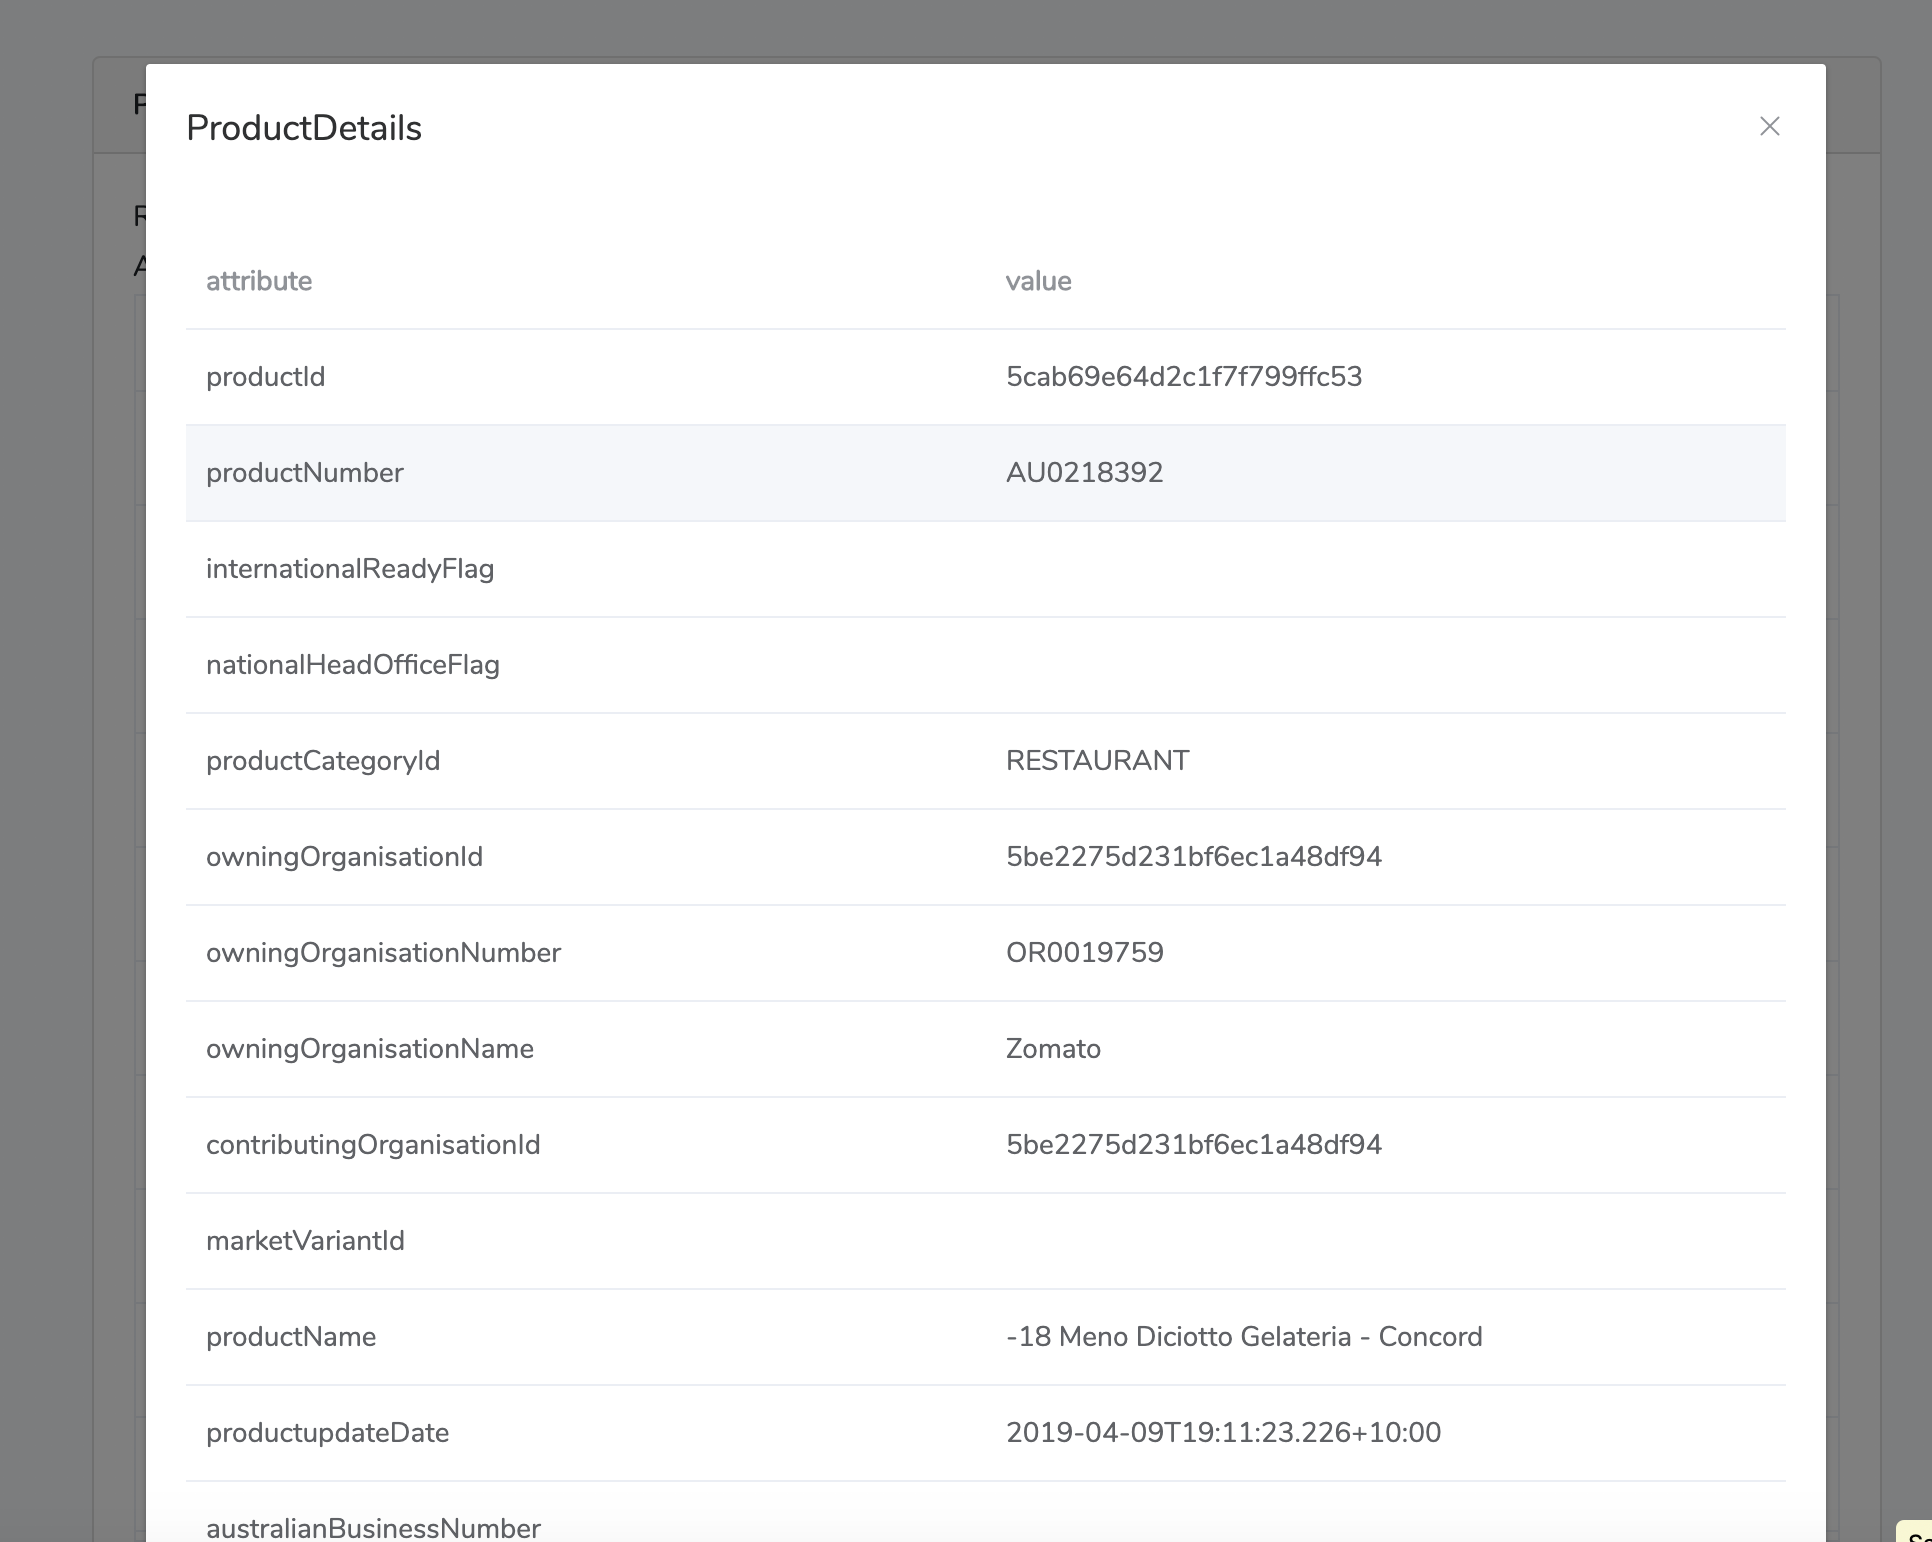 ProductDetails
attribute value
productId 5cab69e64d2c1f7f799ffc53
productNumber AU0218392
internationalReadyFlag
nationalHeadOfficeFlag
productCategoryId RESTAURANT
owningOrganisationId 5be2275d231bf6ec1a48df94
owningOrganisationNumber OR0019759
owningOrganisationName Zomato
contributingOrganisationId 5be2275d231bf6ec1a48df94
marketVariantId
productName -18 Meno Diciotto Gelateria - Concord
productupdateDate 2019-04-09T19:11:23.226+10:00
australianBusinessNumber